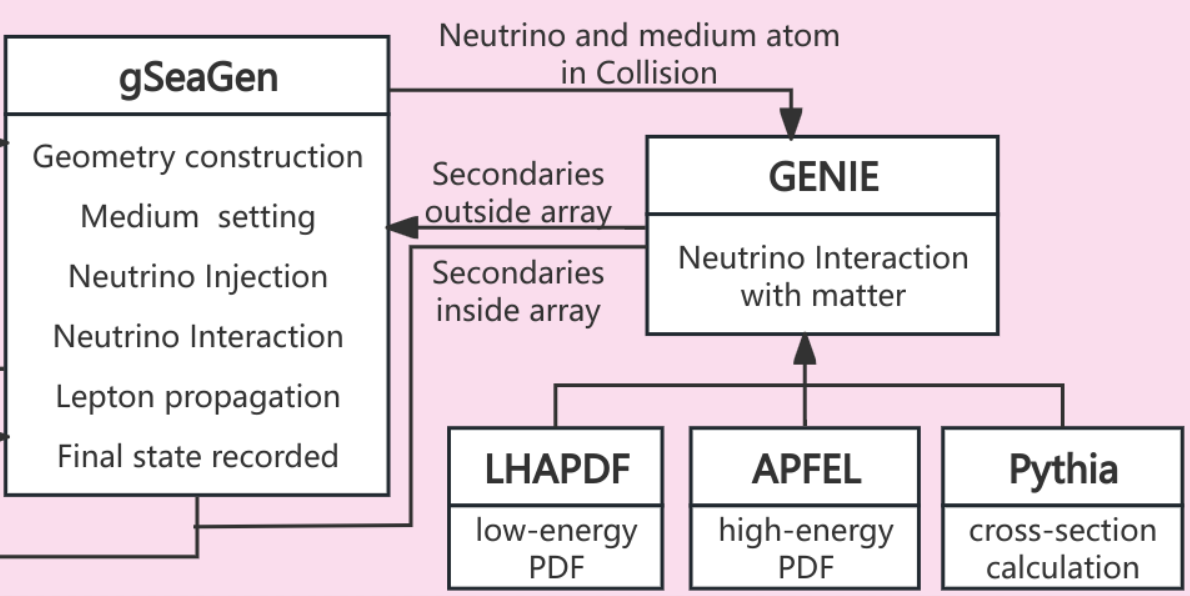 gSeaGen
Geometry construction
Medium setting
Neutrino Injection
Neutrino Interaction
Lepton propagation
Final state recorded
Neutrino and medium atom
in Collision
Secondaries
outside array
Secondaries
inside array
GENIE
Neutrino Interaction
with matter
LHAPDF
low-energy
PDF
APFEL
high-energy
PDF
Pythia
cross-section
calculation